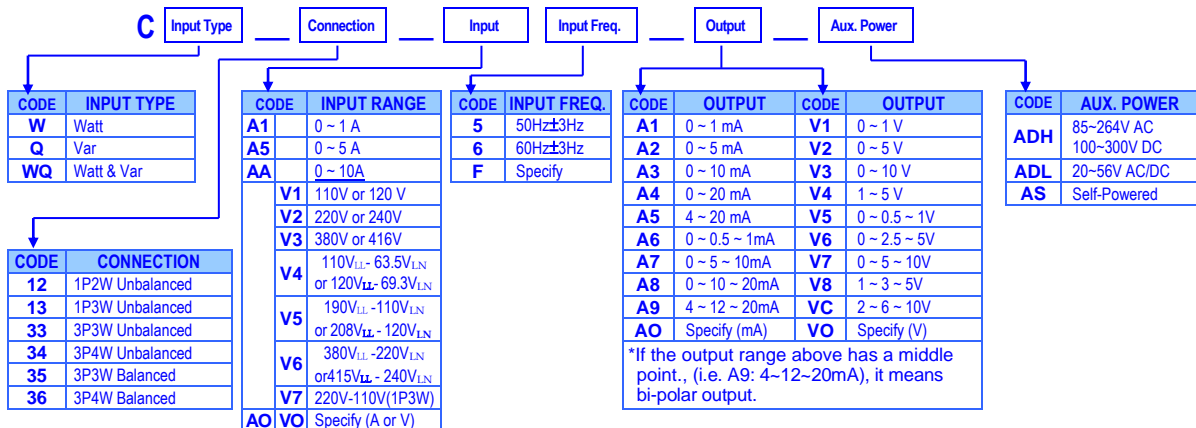 C Input Type __ Connection __ Input Input Freq. __ Output __ Aux. Power
CODE INPUT TYPE
W Watt
Q Var
WQ Watt & Var
CODE CONNECTION
12 1P2W Unbalanced
13 1P3W Unbalanced
33 3P3W Unbalanced
34 3P4W Unbalanced
35 3P3W Balanced
36 3P4W Balanced
CODE INPUT RANGE
A1 0 ~ 1 A
A5 0 ~ 5 A
AA 0 ~ 10A
V1 110V or 120 V
V2 220V or 240V
V3 380V or 416V
V4 110VLL- 63.5VLN
or 120VLL- 69.3VLN
V5 190VLL -110VLN
or 208VLL - 120VLN
V6 380VLL -220VLN
or415VLL - 240VLN
V7 220V-110V(1P3W)
AO VO Specify (A or V)
CODE INPUT FREQ.
5 50Hz±3Hz
6 60Hz±3Hz
F Specify
CODE OUTPUT CODE OUTPUT
A1 0 ~ 1 mA V1 0 ~ 1 V
A2 0 ~ 5 mA V2 0 ~ 5 V
A3 0 ~ 10 mA V3 0 ~ 10 V
A4 0 ~ 20 mA V4 1 ~ 5 V
A5 4 ~ 20 mA V5 0 ~ 0.5 ~ 1V
A6 0 ~ 0.5 ~ 1mA V6 0 ~ 2.5 ~ 5V
A7 0 ~ 5 ~ 10mA V7 0 ~ 5 ~ 10V
A8 0 ~ 10 ~ 20mA V8 1 ~ 3 ~ 5V
A9 4 ~ 12 ~ 20mA VC 2 ~ 6 ~ 10V
AO Specify (mA) VO Specify (V)
*If the output range above has a middle
point., (i.e. A9: 4~12~20mA), it means
bi-polar output.
CODE AUX. POWER
ADH 85~264V AC
100~300V DC
ADL 20~56V AC/DC
AS Self-Powered